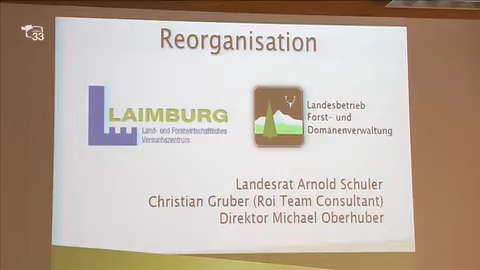 33
Reorganisation
LAIMBURG
Land- und Forstwirtschaftliches
Versuchszentrum
Landesbetrieb
Forst- und
Domänenverwaltung
Landesrat Arnold Schuler
Christian Gruber (Roi Team Consultant)
Direktor Michael Oberhuber